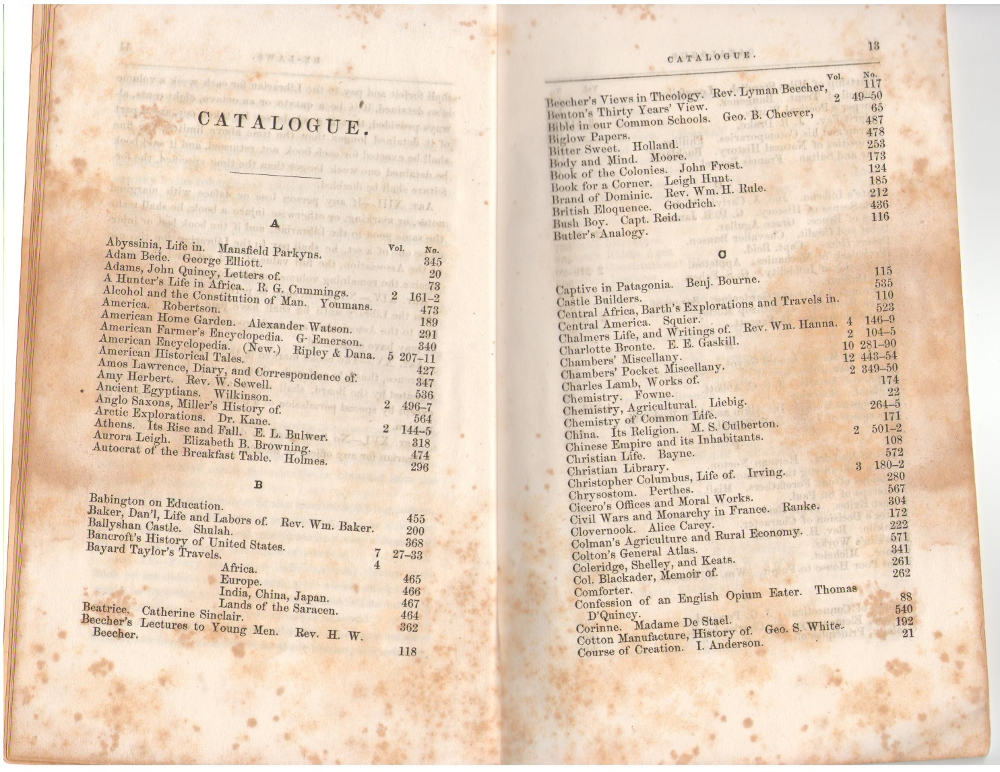 CATALOGUE.
A
Vol. No.
Abyssinia, Life in. Mansfield Parkyns. 345
Adam Bede. George Elliott. 20
Adams, John Quincy, Letters of. 73
A Hunter's Life in Africa. R. G. Cummings. 2 161–2
Alcohol and the Constitution of Man. Youmans. 473
America. Robertson. 189
American Home Garden. Alexander Watson. 291
American Farmer's Encyclopedia. G. Emerson. 340
American Encyclopedia. (New.) Ripley & Dana. 5 207–11
American Historical Tales. 427
Amos Lawrence, Diary, and Correspondence of. 347
Amy Herbert. Rev. W. Sewell. 536
Ancient Egyptians. Wilkinson. 2 496–7
Anglo Saxons, Miller's History of. 564
Arctic Explorations. Dr. Kane. 2 144–5
Athens. Its Rise and Fall. E. L. Bulwer. 318
Aurora Leigh. Elizabeth B. Browning. 474
Autocrat of the Breakfast Table. Holmes. 296
B
Babington on Education. 455
Baker, Dan'l, Life and Labors of. Rev. Wm. Baker. 200
Ballyshan Castle. Shulah. 368
Bancroft's History of United States. 7 27–33
Bayard Taylor's Travels. 4
Africa. 465
Europe. 466
India, China, Japan. 467
Lands of the Saracen. 464
Beatrice. Catherine Sinclair. 362
Beecher's Lectures to Young Men. Rev. H. W.
Beecher. 118
CATALOGUE. 13
Vol. No.
Beecher's Views in Theology. Rev. Lyman Beecher, 117
Benton's Thirty Years' View. 2 49–50
Bible in our Common Schools. Geo. B. Cheever, 65
Biglow Papers. 487
Bitter Sweet. Holland. 478
Body and Mind. Moore. 253
Book of the Colonies. John Frost. 173
Book for a Corner. Leigh Hunt. 124
Brand of Dominic. Rev. Wm. H. Rule. 185
British Eloquence. Goodrich. 212
Bush Boy. Capt. Reid. 436
Butler's Analogy. 116
C
Captive in Patagonia. Benj. Bourne. 115
Castle Builders. 535
Central Africa, Barth's Explorations and Travels in. 110
Central America. Squier. 523
Chalmers Life, and Writings of. Rev. Wm. Hanna. 4 146–9
Charlotte Bronte. E. E. Gaskill. 2 104–5
Chambers' Miscellany. 10 281–90
Chambers' Pocket Miscellany. 12 443–54
Charles Lamb, Works of. 2 349–50
Chemistry. Fowne. 174
Chemistry, Agricultural. Liebig. 22
Chemistry of Common Life. 264–5
China. Its Religion. M. S. Culberton. 171
Chinese Empire and its Inhabitants. 2 501–2
Christian Life. Bayne. 108
Christian Library. 572
Christopher Columbus, Life of. Irving. 3 180–2
Chrysostom. Perthes. 280
Cicero's Offices and Moral Works. 567
Civil Wars and Monarchy in France. Ranke. 304
Clovernook. Alice Carey. 172
Colman's Agriculture and Rural Economy. 222
Colton's General Atlas. 571
Coleridge, Shelley, and Keats. 341
Col. Blackader, Memoir of. 261
Comforter. 262
Confession of an English Opium Eater. Thomas
D'Quincy. 88
Corinne. Madame De Stael. 540
Cotton Manufacture, History of. Geo. S. White. 192
Course of Creation. I. Anderson. 21